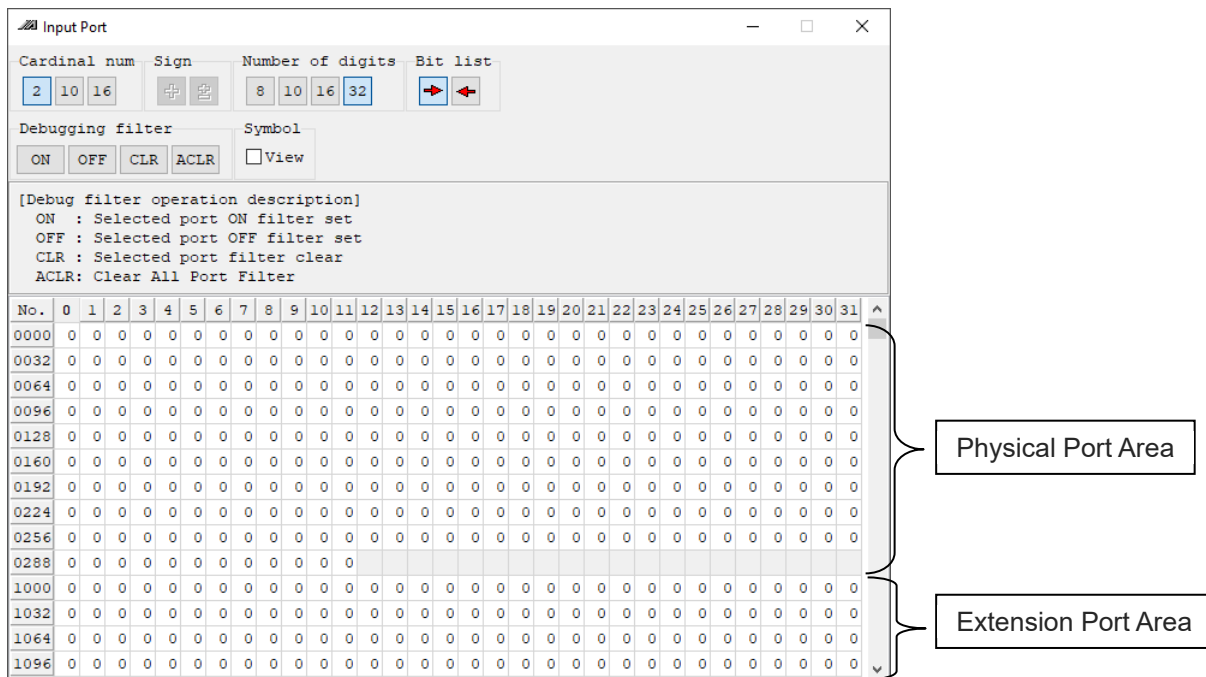 Input Port
Cardinal num Sign Number of digits Bit list
2 10 16 + ± 8 10 16 32
Debugging filter Symbol
ON OFF CLR ACLR View
[Debug filter operation description]
ON : Selected port ON filter set
OFF : Selected port OFF filter set
CLR : Selected port filter clear
ACLR: Clear All Port Filter
No. 0 1 2 3 4 5 6 7 8 9 10 11 12 13 14 15 16 17 18 19 20 21 22 23 24 25 26 27 28 29 30 31
0000 0 0 0 0 0 0 0 0 0 0 0 0 0 0 0 0 0 0 0 0 0 0 0 0 0 0 0 0 0 0 0 0
0032 0 0 0 0 0 0 0 0 0 0 0 0 0 0 0 0 0 0 0 0 0 0 0 0 0 0 0 0 0 0 0 0
0064 0 0 0 0 0 0 0 0 0 0 0 0 0 0 0 0 0 0 0 0 0 0 0 0 0 0 0 0 0 0 0 0
0096 0 0 0 0 0 0 0 0 0 0 0 0 0 0 0 0 0 0 0 0 0 0 0 0 0 0 0 0 0 0 0 0
0128 0 0 0 0 0 0 0 0 0 0 0 0 0 0 0 0 0 0 0 0 0 0 0 0 0 0 0 0 0 0 0 0
0160 0 0 0 0 0 0 0 0 0 0 0 0 0 0 0 0 0 0 0 0 0 0 0 0 0 0 0 0 0 0 0 0
0192 0 0 0 0 0 0 0 0 0 0 0 0 0 0 0 0 0 0 0 0 0 0 0 0 0 0 0 0 0 0 0 0
0224 0 0 0 0 0 0 0 0 0 0 0 0 0 0 0 0 0 0 0 0 0 0 0 0 0 0 0 0 0 0 0 0
0256 0 0 0 0 0 0 0 0 0 0 0 0 0 0 0 0 0 0 0 0 0 0 0 0 0 0 0 0 0 0 0 0
0288 0 0 0 0 0 0 0 0 0 0 0 0
Physical Port Area
1000 0 0 0 0 0 0 0 0 0 0 0 0 0 0 0 0 0 0 0 0 0 0 0 0 0 0 0 0 0 0 0 0
1032 0 0 0 0 0 0 0 0 0 0 0 0 0 0 0 0 0 0 0 0 0 0 0 0 0 0 0 0 0 0 0 0
1064 0 0 0 0 0 0 0 0 0 0 0 0 0 0 0 0 0 0 0 0 0 0 0 0 0 0 0 0 0 0 0 0
1096 0 0 0 0 0 0 0 0 0 0 0 0 0 0 0 0 0 0 0 0 0 0 0 0 0 0 0 0 0 0 0 0
Extension Port Area